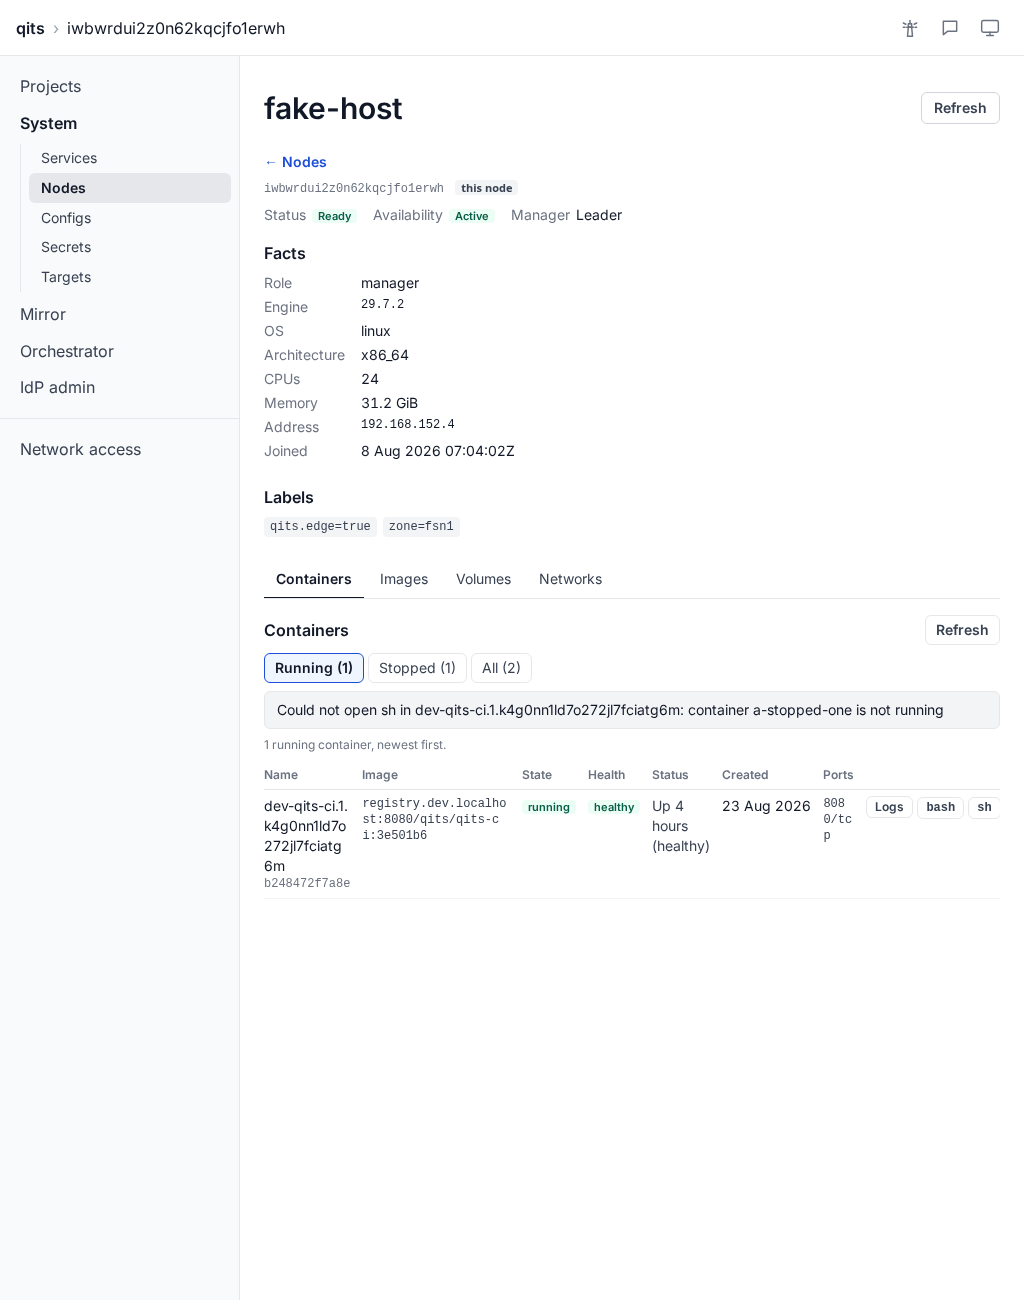 qits › iwbwrdui2z0n62kqcjfo1erwh
Projects
System
Services
Nodes
Configs
Secrets
Targets
Mirror
Orchestrator
IdP admin
Network access
fake-host
Refresh
← Nodes
iwbwrdui2z0n62kqcjfo1erwh this node
Status Ready Availability Active Manager Leader
Facts
Role manager
Engine 29.7.2
OS linux
Architecture x86_64
CPUs 24
Memory 31.2 GiB
Address 192.168.152.4
Joined 8 Aug 2026 07:04:02Z
Labels
qits.edge=true zone=fsn1
Containers Images Volumes Networks
Containers
Refresh
Running (1) Stopped (1) All (2)
Could not open sh in dev-qits-ci.1.k4g0nn1ld7o272jl7fciatg6m: container a-stopped-one is not running
1 running container, newest first.
Name Image State Health Status Created Ports
dev-qits-ci.1.
k4g0nn1ld7o
272jl7fciatg
6m
b248472f7a8e
registry.dev.localho
st:8080/qits/qits-c
i:3e501b6
running
healthy
Up 4
hours
(healthy)
23 Aug 2026
808
0/tc
p
Logs bash sh